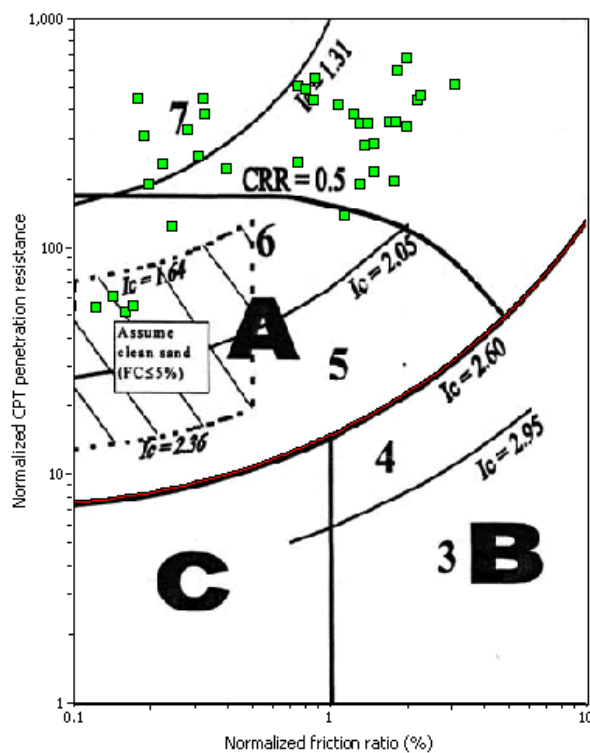 1,000
Ic = 1.31
7
CRR = 0.5
100
6
Ic = 1.64
Ic = 2.05
A
Assume
clean sand
(FC≤5%)
5
Ic = 2.60
Ic = 2.36
4
10
Ic = 2.95
3
B
C
1
0.1
1
10
Normalized friction ratio (%)
Normalized CPT penetration resistance